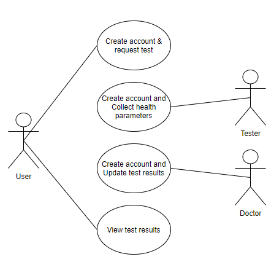 Create account &
request test
Create account and
Collect health
parameters
Tester
Create account and
Update test results
User
Doctor
View test results